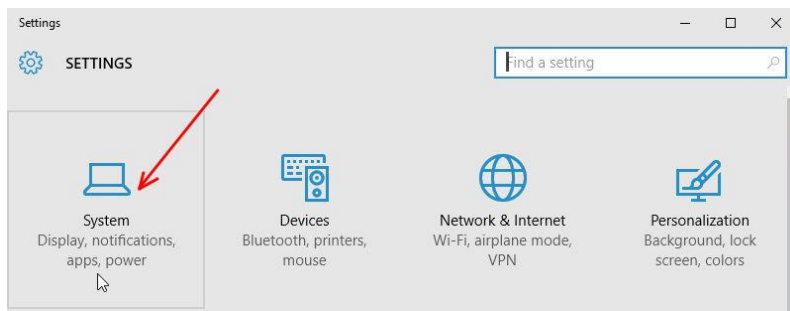 Settings
SETTINGS
Find a setting
System
Display, notifications,
apps, power
Devices
Bluetooth, printers,
mouse
Network & Internet
Wi-Fi, airplane mode,
VPN
Personalization
Background, lock
screen, colors